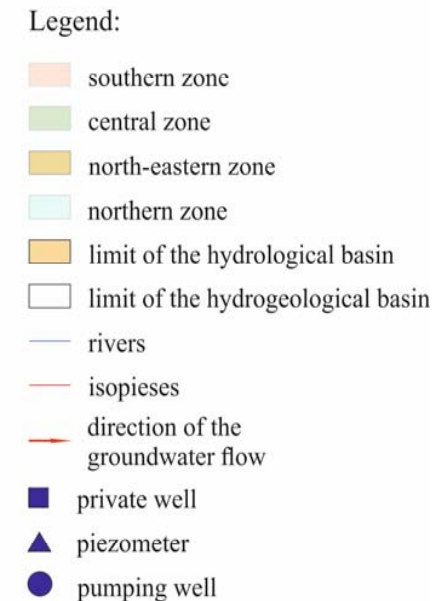 Legend:
southern zone
central zone
north-eastern zone
northern zone
limit of the hydrological basin
limit of the hydrogeological basin
rivers
isopieses
direction of the
groundwater flow
private well
piezometer
pumping well